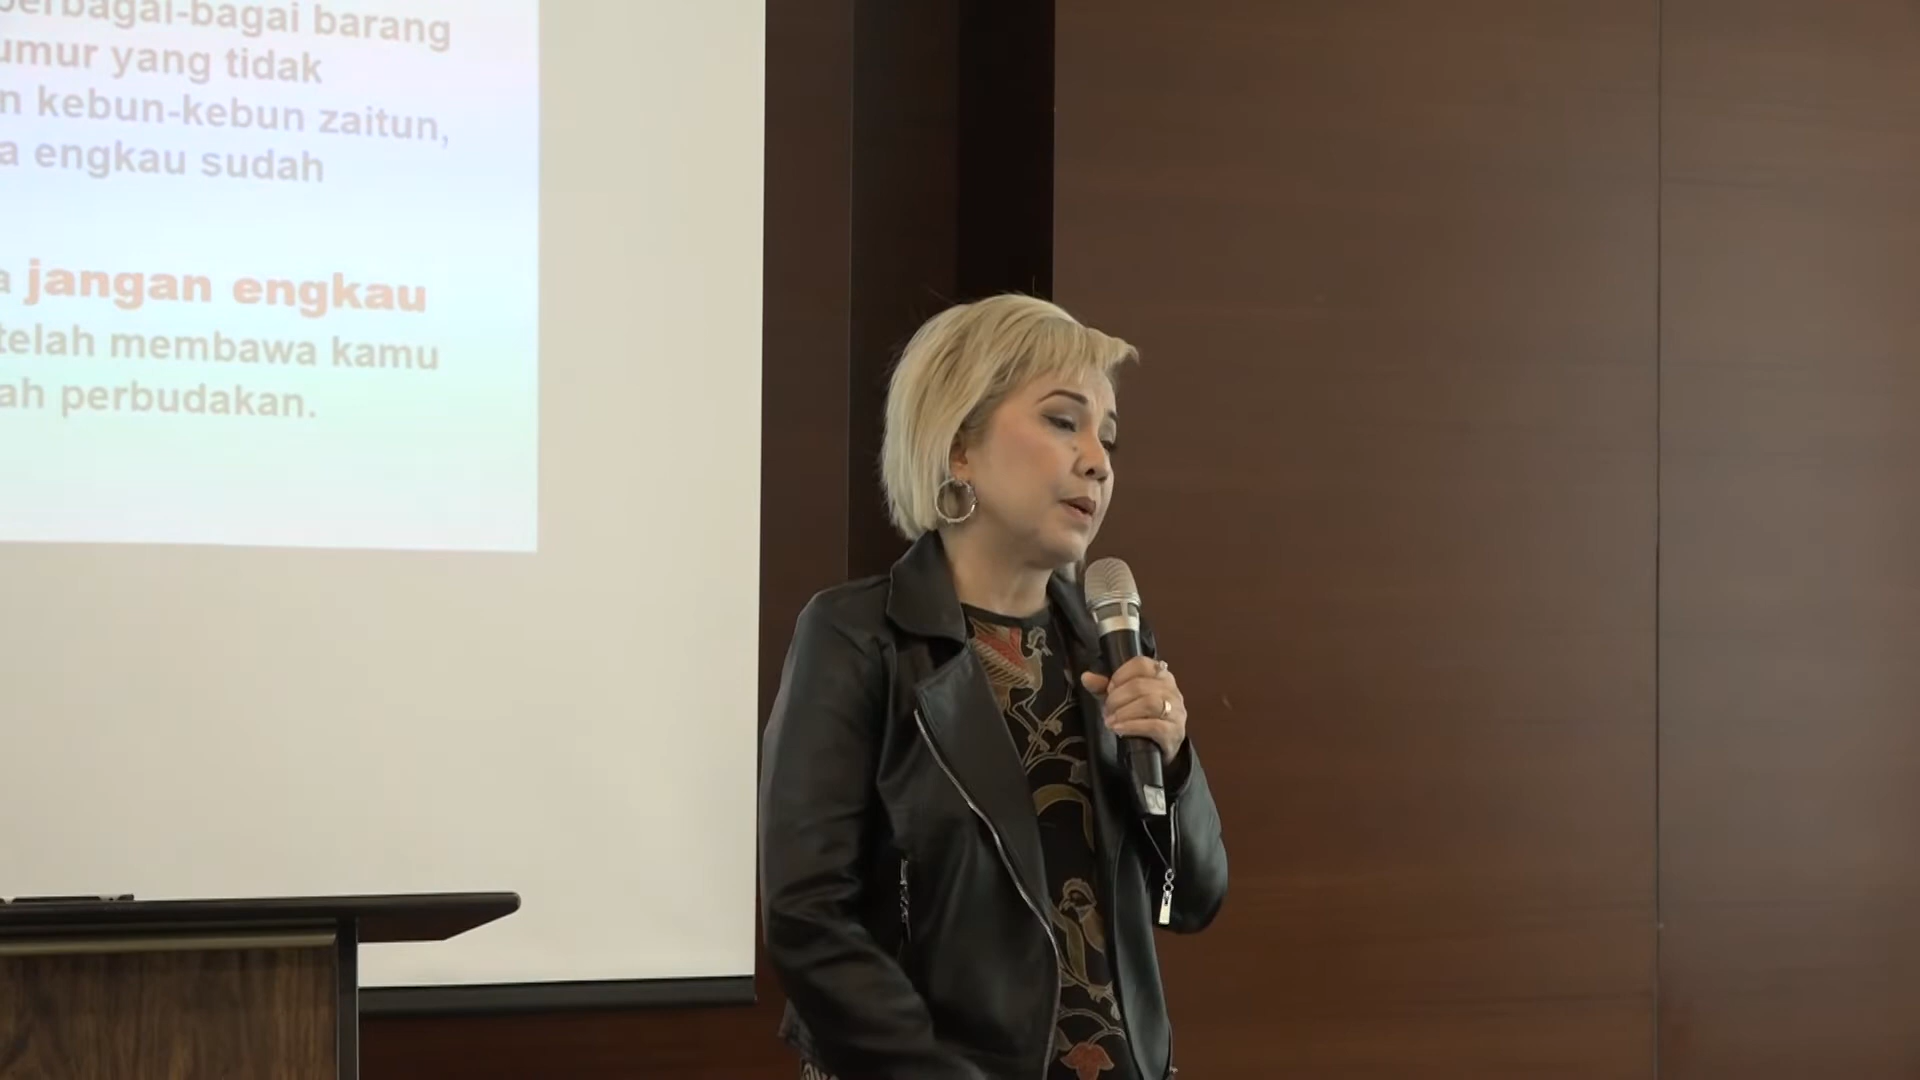 berbagai-bagai barang
umur yang tidak
n kebun-kebun zaitun,
a engkau sudah
a jangan engkau
telah membawa kamu
ah perbudakan.